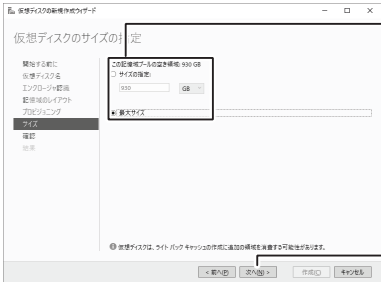 仮想ディスクの新規作成ウィザード
仮想ディスクのサイズの指定
開始する前に
仮想ディスク名
エンクロージャ認識
記憶域のレイアウト
プロビジョニング
サイズ
確認
結果
この記憶域プールの空き領域: 930 GB
サイズの指定:
930 GB
最大サイズ
仮想ディスクは、ライト バック キャッシュの作成に追加の領域を消費する可能性があります。
< 前へ(P) 次へ(N) > 作成(C) キャンセル